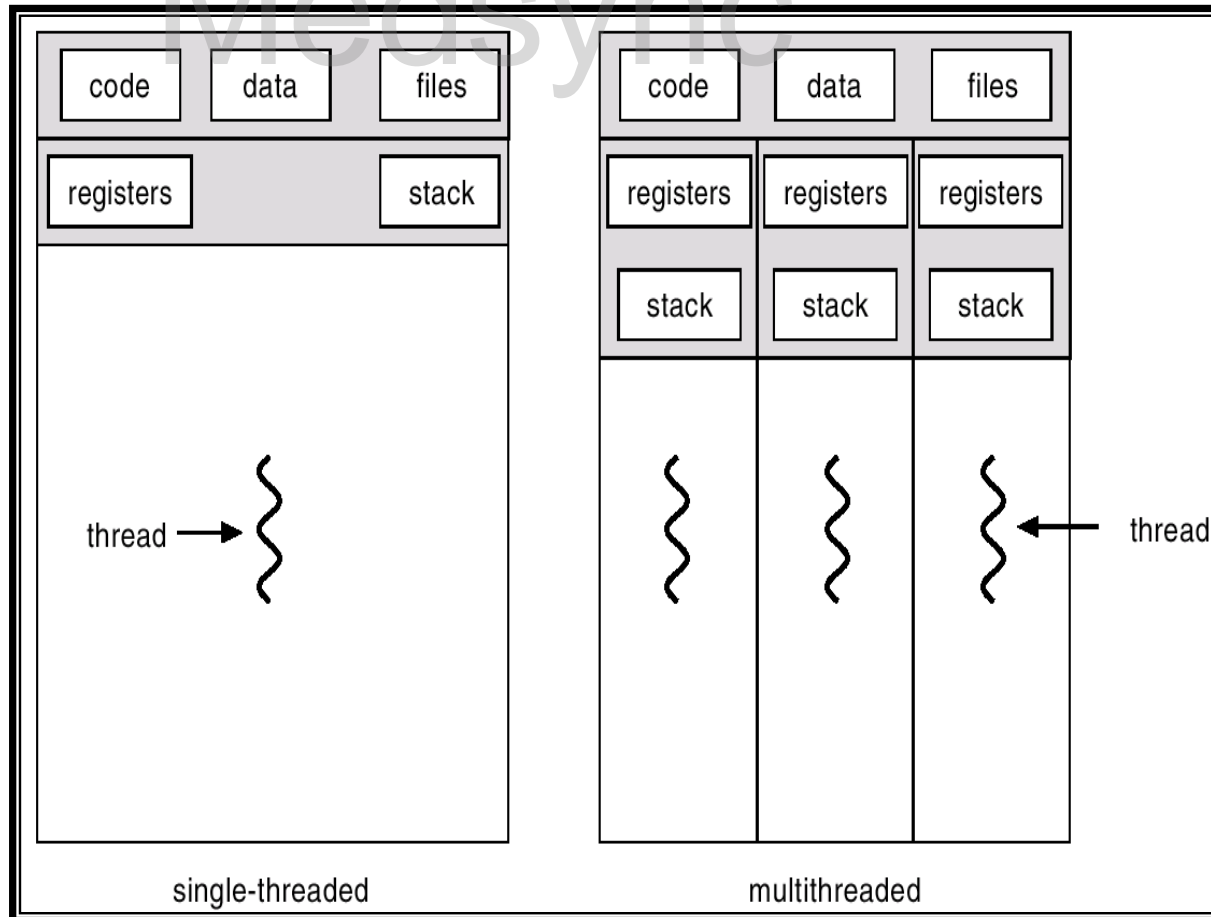 Medsync
code data files code data files
registers stack registers registers registers
stack stack stack
thread thread
single-threaded multithreaded